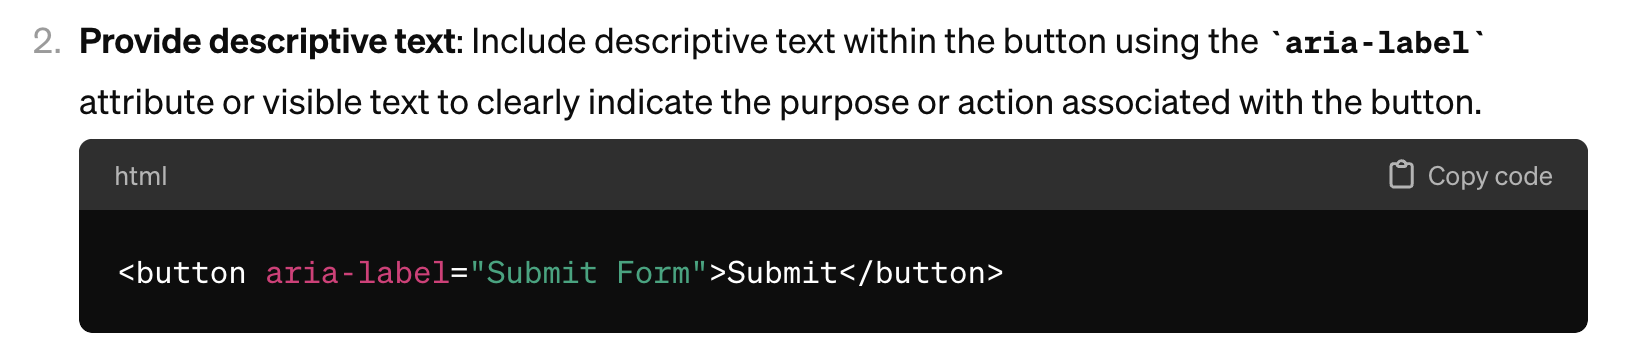 2. Provide descriptive text: Include descriptive text within the button using the `aria-label`
attribute or visible text to clearly indicate the purpose or action associated with the button.
html Copy code
<button aria-label="Submit Form">Submit</button>